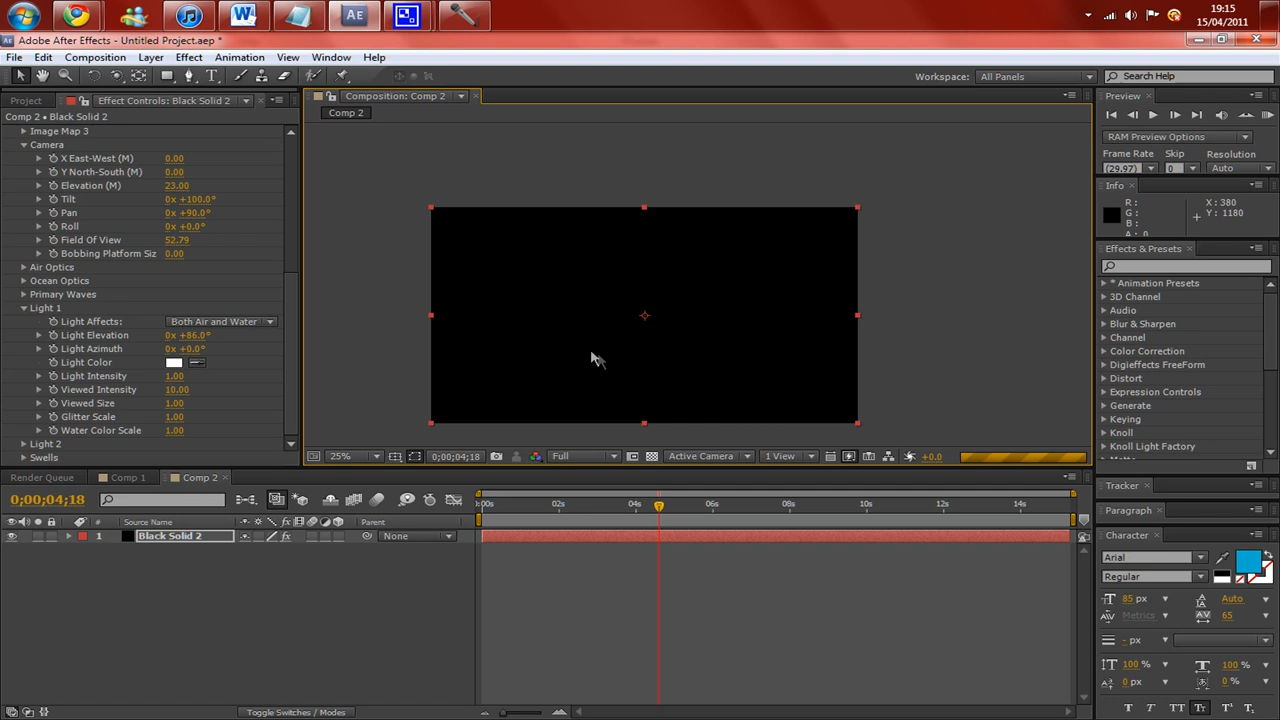 19:15
15/04/2011
Adobe After Effects - Untitled Project.aep *
File Edit Composition Layer Effect Animation View Window Help
Workspace: All Panels Search Help
Project Effect Controls: Black Solid 2
Comp 2 • Black Solid 2
Image Map 3
Camera
X East-West (M) 0.00
Y North-South (M) 0.00
Elevation (M) 23.00
Tilt 0x +100.0°
Pan 0x +90.0°
Roll 0x +0.0°
Field Of View 52.79
Bobbing Platform Siz 0.00
Air Optics
Ocean Optics
Primary Waves
Light 1
Light Affects: Both Air and Water
Light Elevation 0x +86.0°
Light Azimuth 0x +0.0°
Light Color
Light Intensity 1.00
Viewed Intensity 10.00
Viewed Size 1.00
Glitter Scale 1.00
Water Color Scale 1.00
Light 2
Swells
Composition: Comp 2
Comp 2
25% 0;00;04;18 Full Active Camera 1 View +0.0
Preview
RAM Preview Options
Frame Rate Skip Resolution
(29.97) 0 Auto
Info
R: X: 380
G: Y: 1180
B:
A: 0
Effects & Presets
* Animation Presets
3D Channel
Audio
Blur & Sharpen
Channel
Color Correction
Digieffects FreeForm
Distort
Expression Controls
Generate
Keying
Knoll
Knoll Light Factory
Tracker
Paragraph
Character
Arial
Regular
85 px Auto
Metrics 65
- px
100 % 100 %
0 px 0 %
T T TT Tt T¹ T₁
Render Queue Comp 1 Comp 2
0;00;04;18
:00s 02s 04s 06s 08s 10s 12s 14s
# Source Name Parent
1 Black Solid 2 None
Toggle Switches / Modes